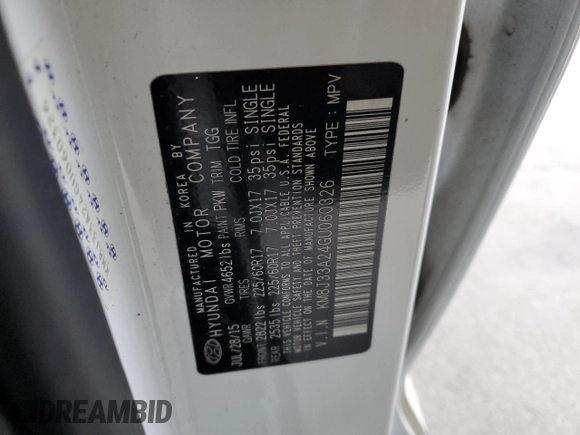 MANUFACTURED IN KOREA BY
HYUNDAI MOTOR COMPANY
JUL/28/15 GVWR 4652lbs PAINT PKW TRIM TGG
GAWR TIRES RIMS COLD TIRE INFL
FRONT 2822lbs 225/60R17 7.0JX17 35psi SINGLE
REAR 2535lbs 225/60R17 7.0JX17 35psi SINGLE
THIS VEHICLE CONFORMS TO ALL APPLICABLE U.S.A. FEDERAL
MOTOR VEHICLE SAFETY AND THEFT PREVENTION STANDARDS
IN EFFECT ON THE DATE OF MANUFACTURE SHOWN ABOVE
V.I.N KM8J33A24GU060326 TYPE : MPV
DREAMBID